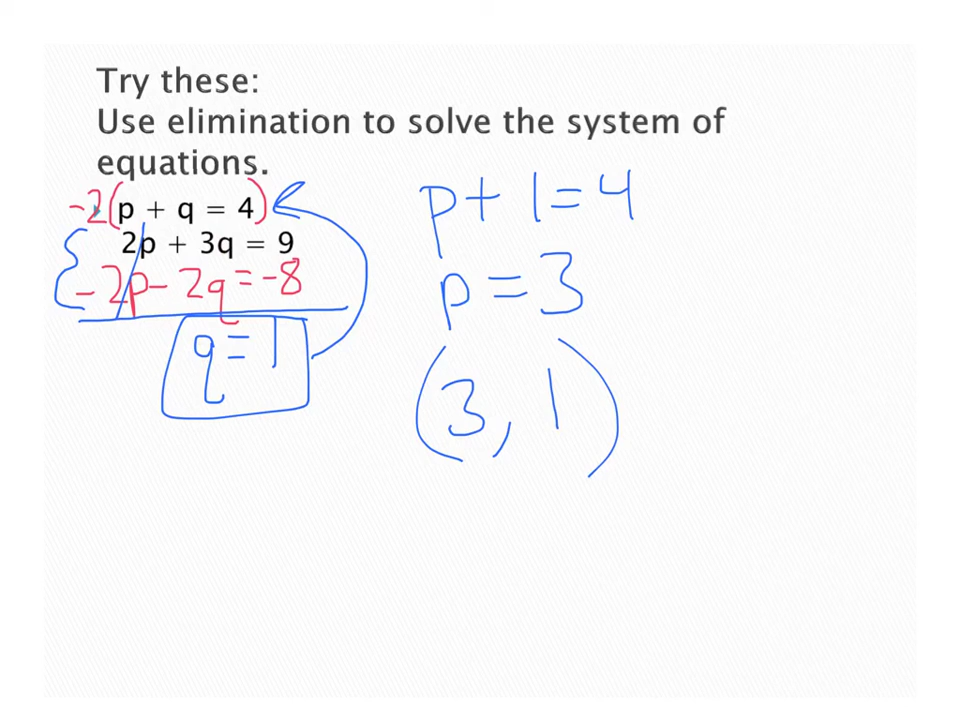 Try these:
Use elimination to solve the system of
equations.
-2(p + q = 4)
2p + 3q = 9
-2p - 2q = -8
q = 1
p + 1 = 4
p = 3
(3, 1)